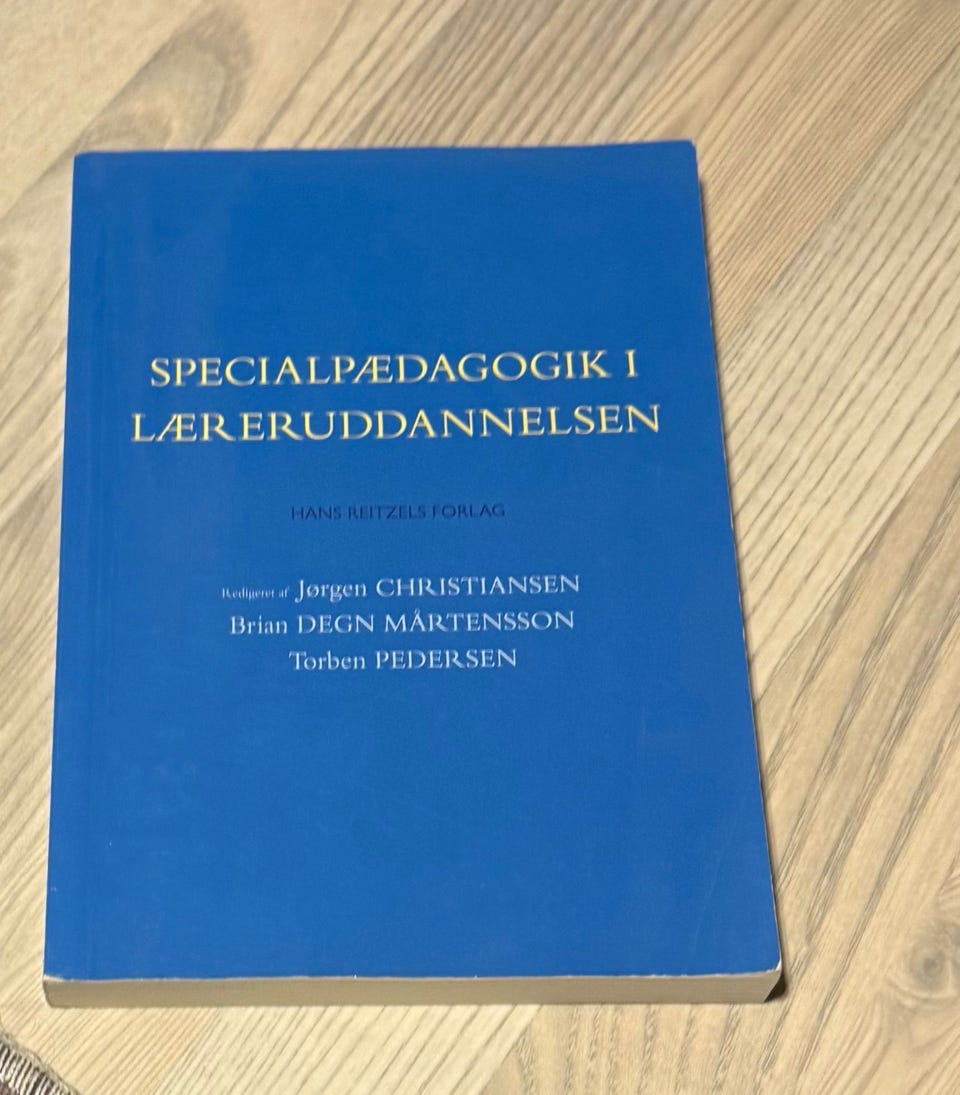 SPECIALPÆDAGOGIK I
LÆRERUDDANNELSEN
HANS REITZELS FORLAG
Redigeret af Jørgen CHRISTIANSEN
Brian DEGN MÅRTENSSON
Torben PEDERSEN